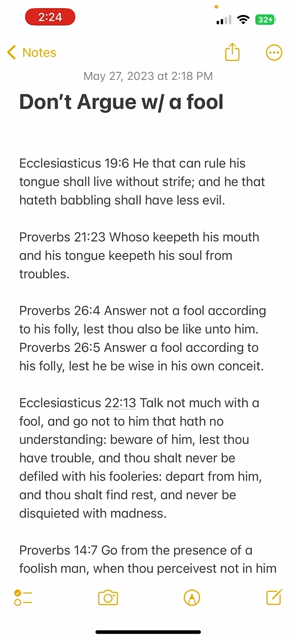 2:24
32
Notes
May 27, 2023 at 2:18 PM
Don't Argue w/ a fool
Ecclesiasticus 19:6 He that can rule his
tongue shall live without strife; and he that
hateth babbling shall have less evil.
Proverbs 21:23 Whoso keepeth his mouth
and his tongue keepeth his soul from
troubles.
Proverbs 26:4 Answer not a fool according
to his folly, lest thou also be like unto him.
Proverbs 26:5 Answer a fool according to
his folly, lest he be wise in his own conceit.
Ecclesiasticus 22:13 Talk not much with a
fool, and go not to him that hath no
understanding: beware of him, lest thou
have trouble, and thou shalt never be
defiled with his fooleries: depart from him,
and thou shalt find rest, and never be
disquieted with madness.
Proverbs 14:7 Go from the presence of a
foolish man, when thou perceivest not in him